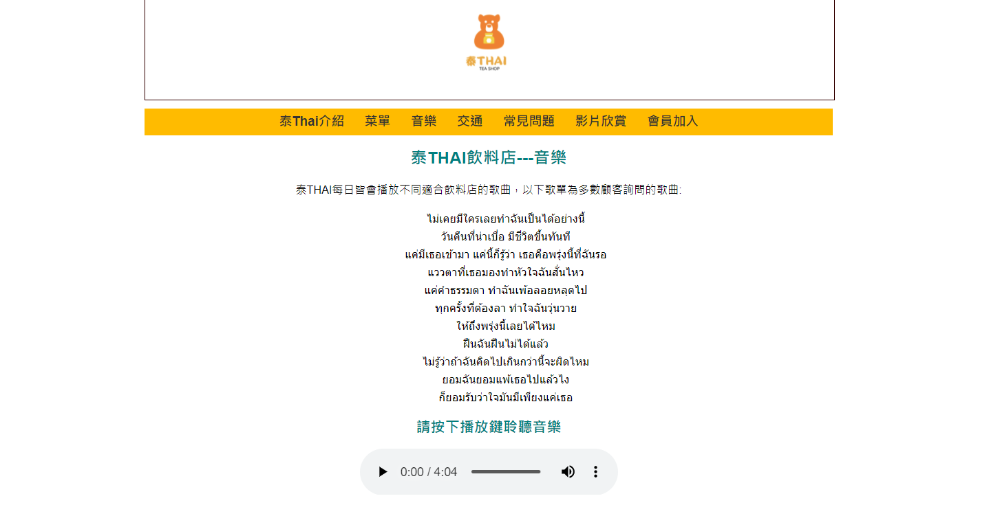 泰THAI
TEA SHOP
泰Thai介紹 菜單 音樂 交通 常見問題 影片欣賞 會員加入
泰THAI飲料店---音樂
泰THAI每日皆會播放不同適合飲料店的歌曲，以下歌單為多數顧客詢問的歌曲:
ไม่เคยมีใครเลยทำฉันเป็นได้อย่างนี้
วันคืนที่น่าเบื่อ มีชีวิตขึ้นทันที
แค่มีเธอเข้ามา แค่นี้ก็รู้ว่า เธอคือพรุ่งนี้ที่ฉันรอ
แววตาที่เธอมองทำหัวใจฉันสั่นไหว
แค่คำธรรมดา ทำฉันเพ้อลอยหลุดไป
ทุกครั้งที่ต้องลา ทำใจฉันวุ่นวาย
ให้ถึงพรุ่งนี้เลยได้ไหม
ฝืนฉันฝืนไม่ได้แล้ว
ไม่รู้ว่าถ้าฉันคิดไปเกินกว่านี้จะผิดไหม
ยอมฉันยอมแพ้เธอไปแล้วไง
ก็ยอมรับว่าใจมันมีเพียงแค่เธอ
請按下播放鍵聆聽音樂
0:00 / 4:04